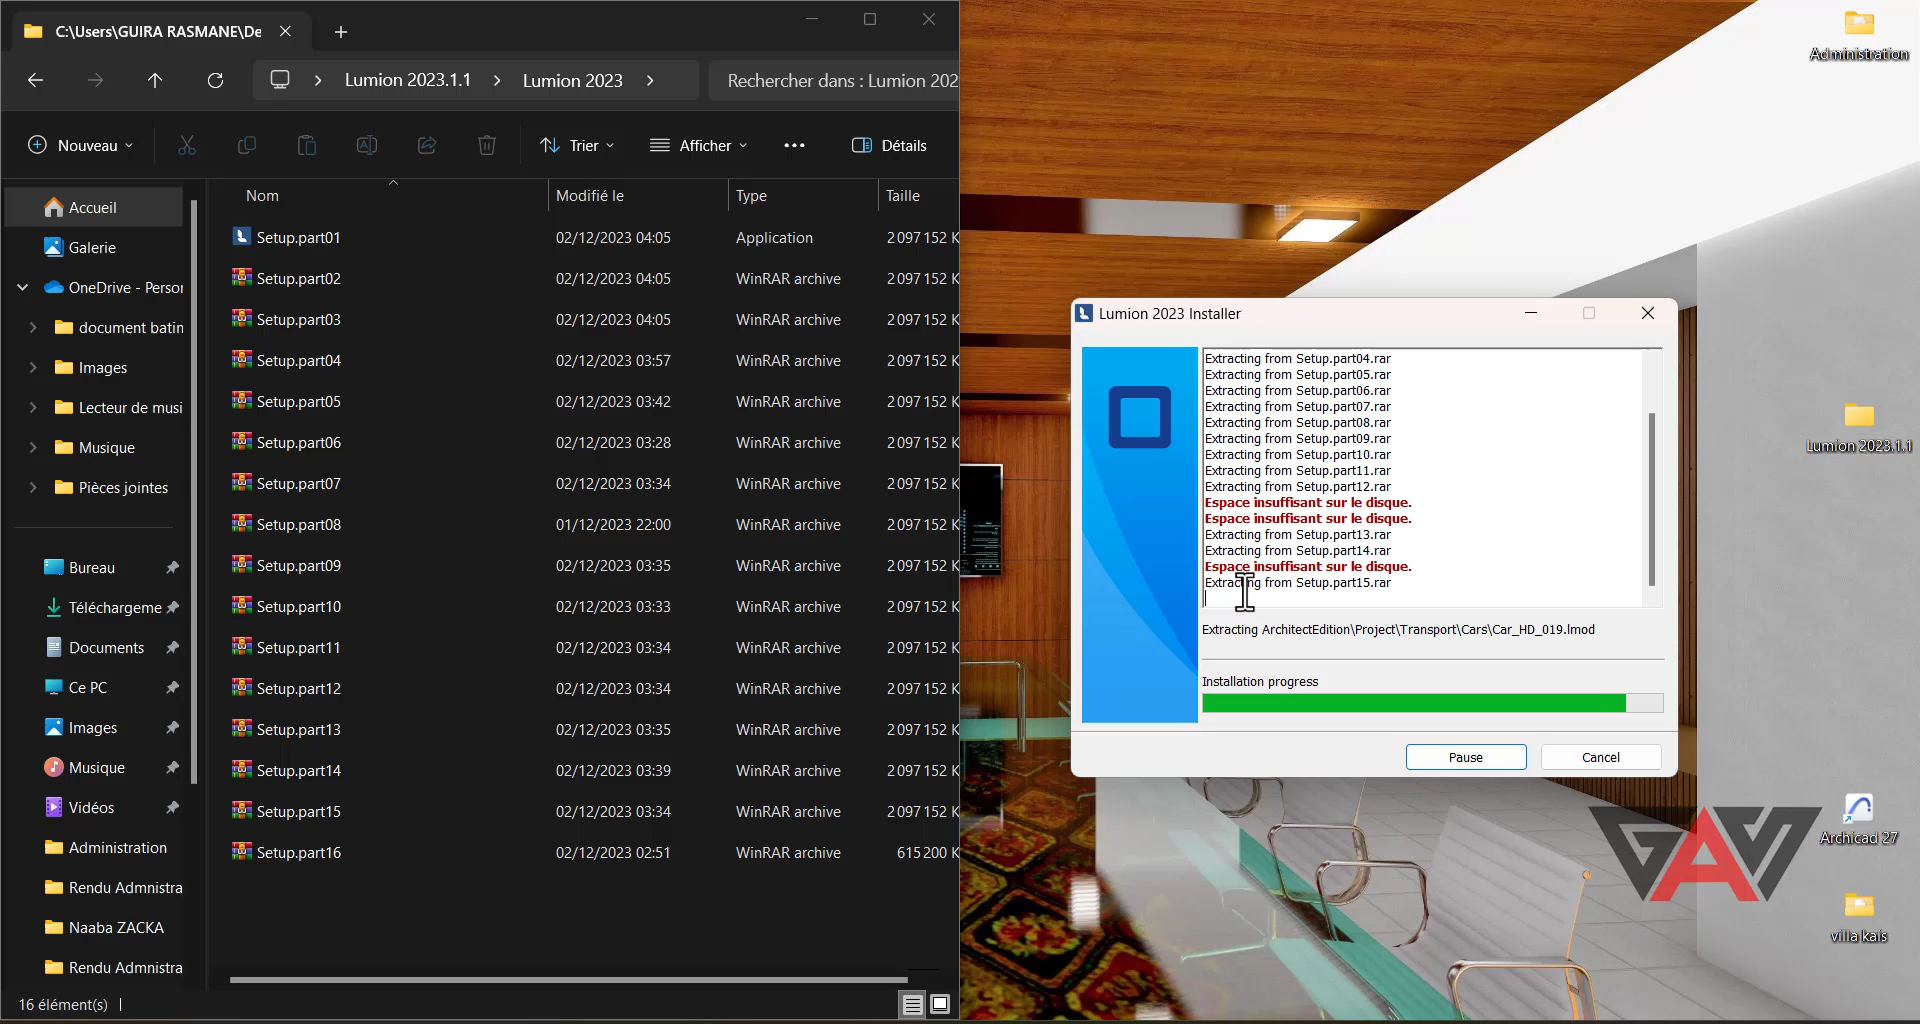 C:\Users\GUIRA RASMANE\De
Lumion 2023.1.1
Lumion 2023
Rechercher dans : Lumion 202
Nouveau
Trier
Afficher
Détails
Nom
Modifié le
Type
Taille
Accueil
Galerie
OneDrive - Person
document batin
Images
Lecteur de musi
Musique
Pièces jointes
Bureau
Téléchargeme
Documents
Ce PC
Images
Musique
Vidéos
Administration
Rendu Admnistra
Naaba ZACKA
Rendu Admnistra
Setup.part01 02/12/2023 04:05 Application 2 097 152 K
Setup.part02 02/12/2023 04:05 WinRAR archive 2 097 152 K
Setup.part03 02/12/2023 04:05 WinRAR archive 2 097 152 K
Setup.part04 02/12/2023 03:57 WinRAR archive 2 097 152 K
Setup.part05 02/12/2023 03:42 WinRAR archive 2 097 152 K
Setup.part06 02/12/2023 03:28 WinRAR archive 2 097 152 K
Setup.part07 02/12/2023 03:34 WinRAR archive 2 097 152 K
Setup.part08 01/12/2023 22:00 WinRAR archive 2 097 152 K
Setup.part09 02/12/2023 03:35 WinRAR archive 2 097 152 K
Setup.part10 02/12/2023 03:33 WinRAR archive 2 097 152 K
Setup.part11 02/12/2023 03:34 WinRAR archive 2 097 152 K
Setup.part12 02/12/2023 03:34 WinRAR archive 2 097 152 K
Setup.part13 02/12/2023 03:35 WinRAR archive 2 097 152 K
Setup.part14 02/12/2023 03:39 WinRAR archive 2 097 152 K
Setup.part15 02/12/2023 03:34 WinRAR archive 2 097 152 K
Setup.part16 02/12/2023 02:51 WinRAR archive 615 200 K
16 élément(s)
Administration
Lumion 2023.1.1
Archicad 27
villa kais
GAS
Lumion 2023 Installer
Extracting from Setup.part04.rar
Extracting from Setup.part05.rar
Extracting from Setup.part06.rar
Extracting from Setup.part07.rar
Extracting from Setup.part08.rar
Extracting from Setup.part09.rar
Extracting from Setup.part10.rar
Extracting from Setup.part11.rar
Extracting from Setup.part12.rar
Espace insuffisant sur le disque.
Espace insuffisant sur le disque.
Extracting from Setup.part13.rar
Extracting from Setup.part14.rar
Espace insuffisant sur le disque.
Extracting from Setup.part15.rar
Extracting ArchitectEdition\Project\Transport\Cars\Car_HD_019.lmod
Installation progress
Pause
Cancel